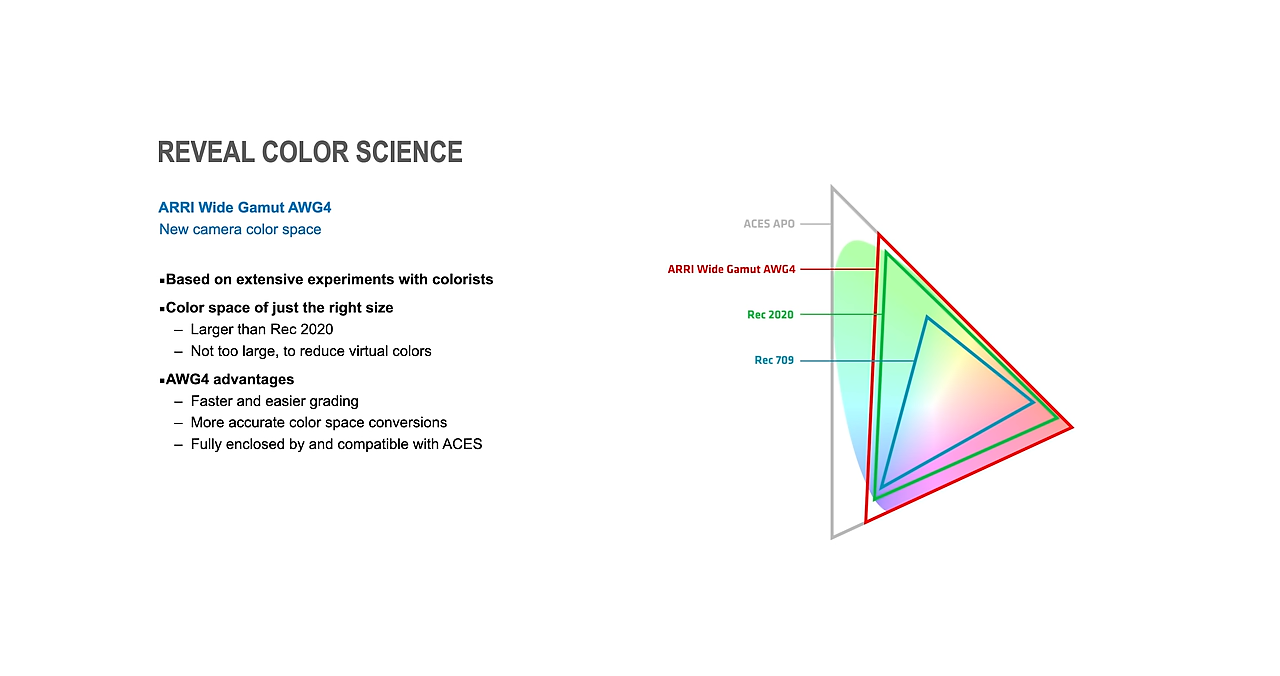 REVEAL COLOR SCIENCE
ARRI Wide Gamut AWG4
New camera color space
▪Based on extensive experiments with colorists
▪Color space of just the right size
– Larger than Rec 2020
– Not too large, to reduce virtual colors
▪AWG4 advantages
– Faster and easier grading
– More accurate color space conversions
– Fully enclosed by and compatible with ACES
ACES AP0
ARRI Wide Gamut AWG4
Rec 2020
Rec 709